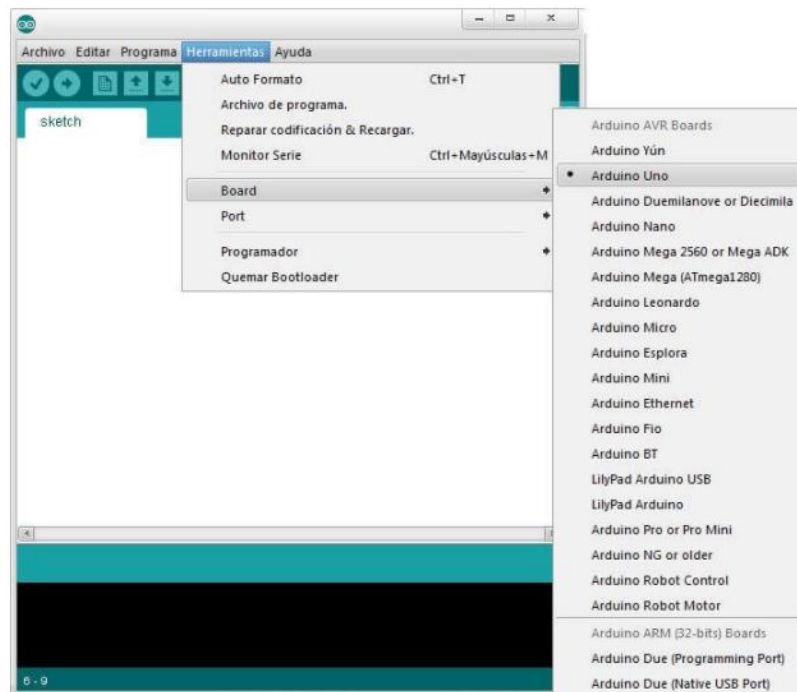 Archivo Editar Programa Herramientas Ayuda
sketch
Auto Formato Ctrl+T
Archivo de programa.
Reparar codificación & Recargar.
Monitor Serie Ctrl+Mayúsculas+M
Board
Port
Programador
Quemar Bootloader
Arduino AVR Boards
Arduino Yún
Arduino Uno
Arduino Duemilanove or Diecimila
Arduino Nano
Arduino Mega 2560 or Mega ADK
Arduino Mega (ATmega1280)
Arduino Leonardo
Arduino Micro
Arduino Esplora
Arduino Mini
Arduino Ethernet
Arduino Fio
Arduino BT
LilyPad Arduino USB
LilyPad Arduino
Arduino Pro or Pro Mini
Arduino NG or older
Arduino Robot Control
Arduino Robot Motor
Arduino ARM (32-bits) Boards
Arduino Due (Programming Port)
Arduino Due (Native USB Port)
6 - 9